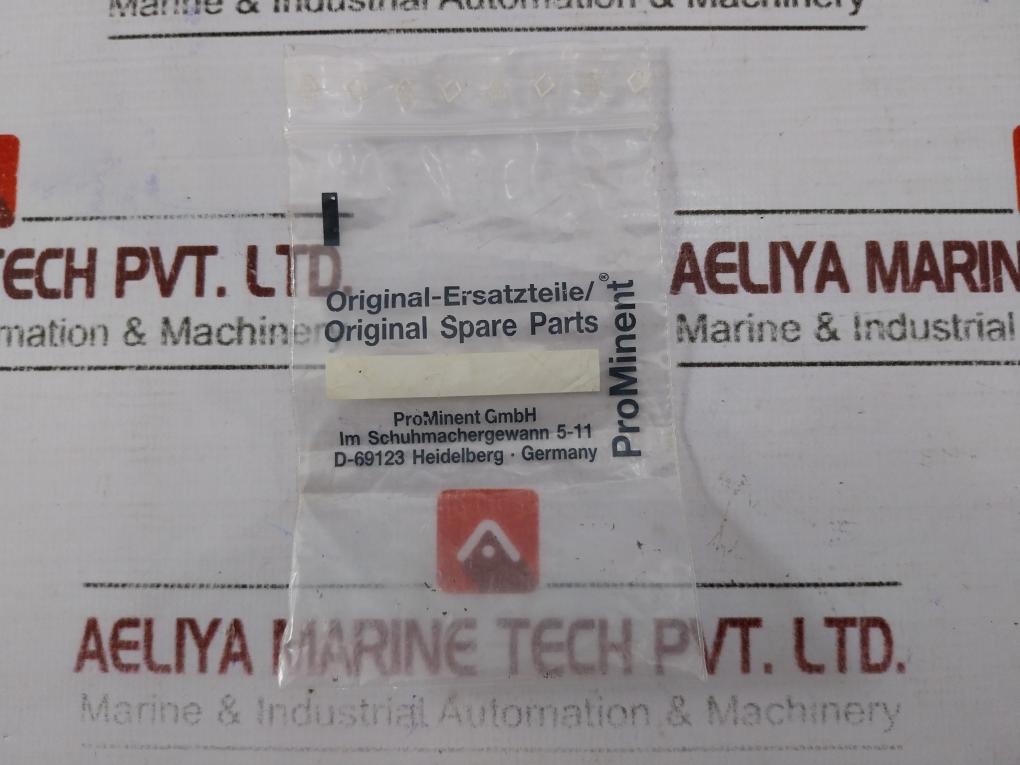 Marine & Industrial Automation & Machinery
TECH PVT. LTD.
mation & Machinery
AELIYA MARIN
Marine & Industrial
Original-Ersatzteile/
Original Spare Parts
ProMinent®
ProMinent GmbH
Im Schuhmachergewann 5-11
D-69123 Heidelberg · Germany
AELIYA MARINE TECH PVT. LTD.
Marine & Industrial Automation & Machinery